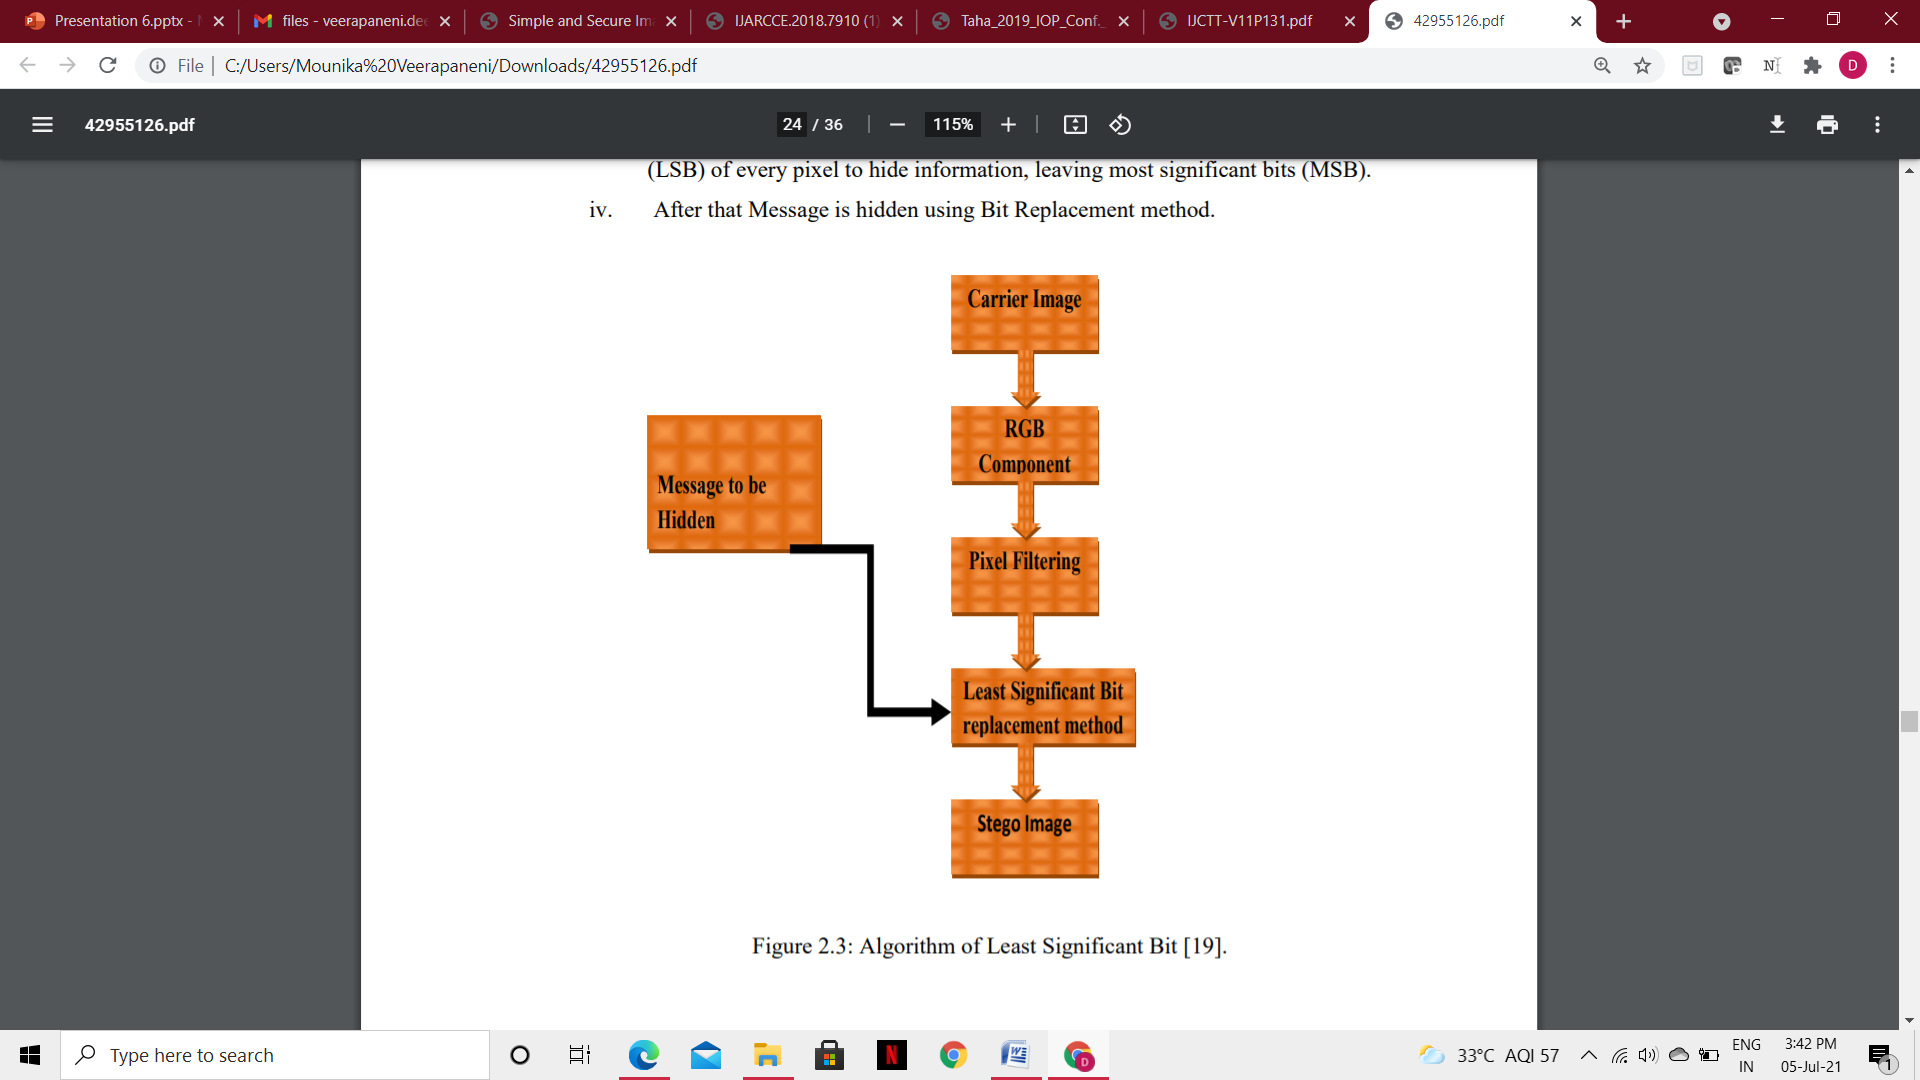 Presentation 6.pptx -
files - veerapaneni.de
Simple and Secure Im
IJARCCE.2018.7910 (1)
Taha_2019_IOP_Conf._
IJCTT-V11P131.pdf
42955126.pdf
File
C:/Users/Mounika%20Veerapaneni/Downloads/42955126.pdf
D
42955126.pdf
24 / 36
115%
(LSB) of every pixel to hide information, leaving most significant bits (MSB).
iv. After that Message is hidden using Bit Replacement method.
Carrier Image
RGB
Component
Message to be
Hidden
Pixel Filtering
Least Significant Bit
replacement method
Stego Image
Figure 2.3: Algorithm of Least Significant Bit [19].
Type here to search
N
D
33°C AQI 57
ENG
IN
3:42 PM
05-Jul-21
1